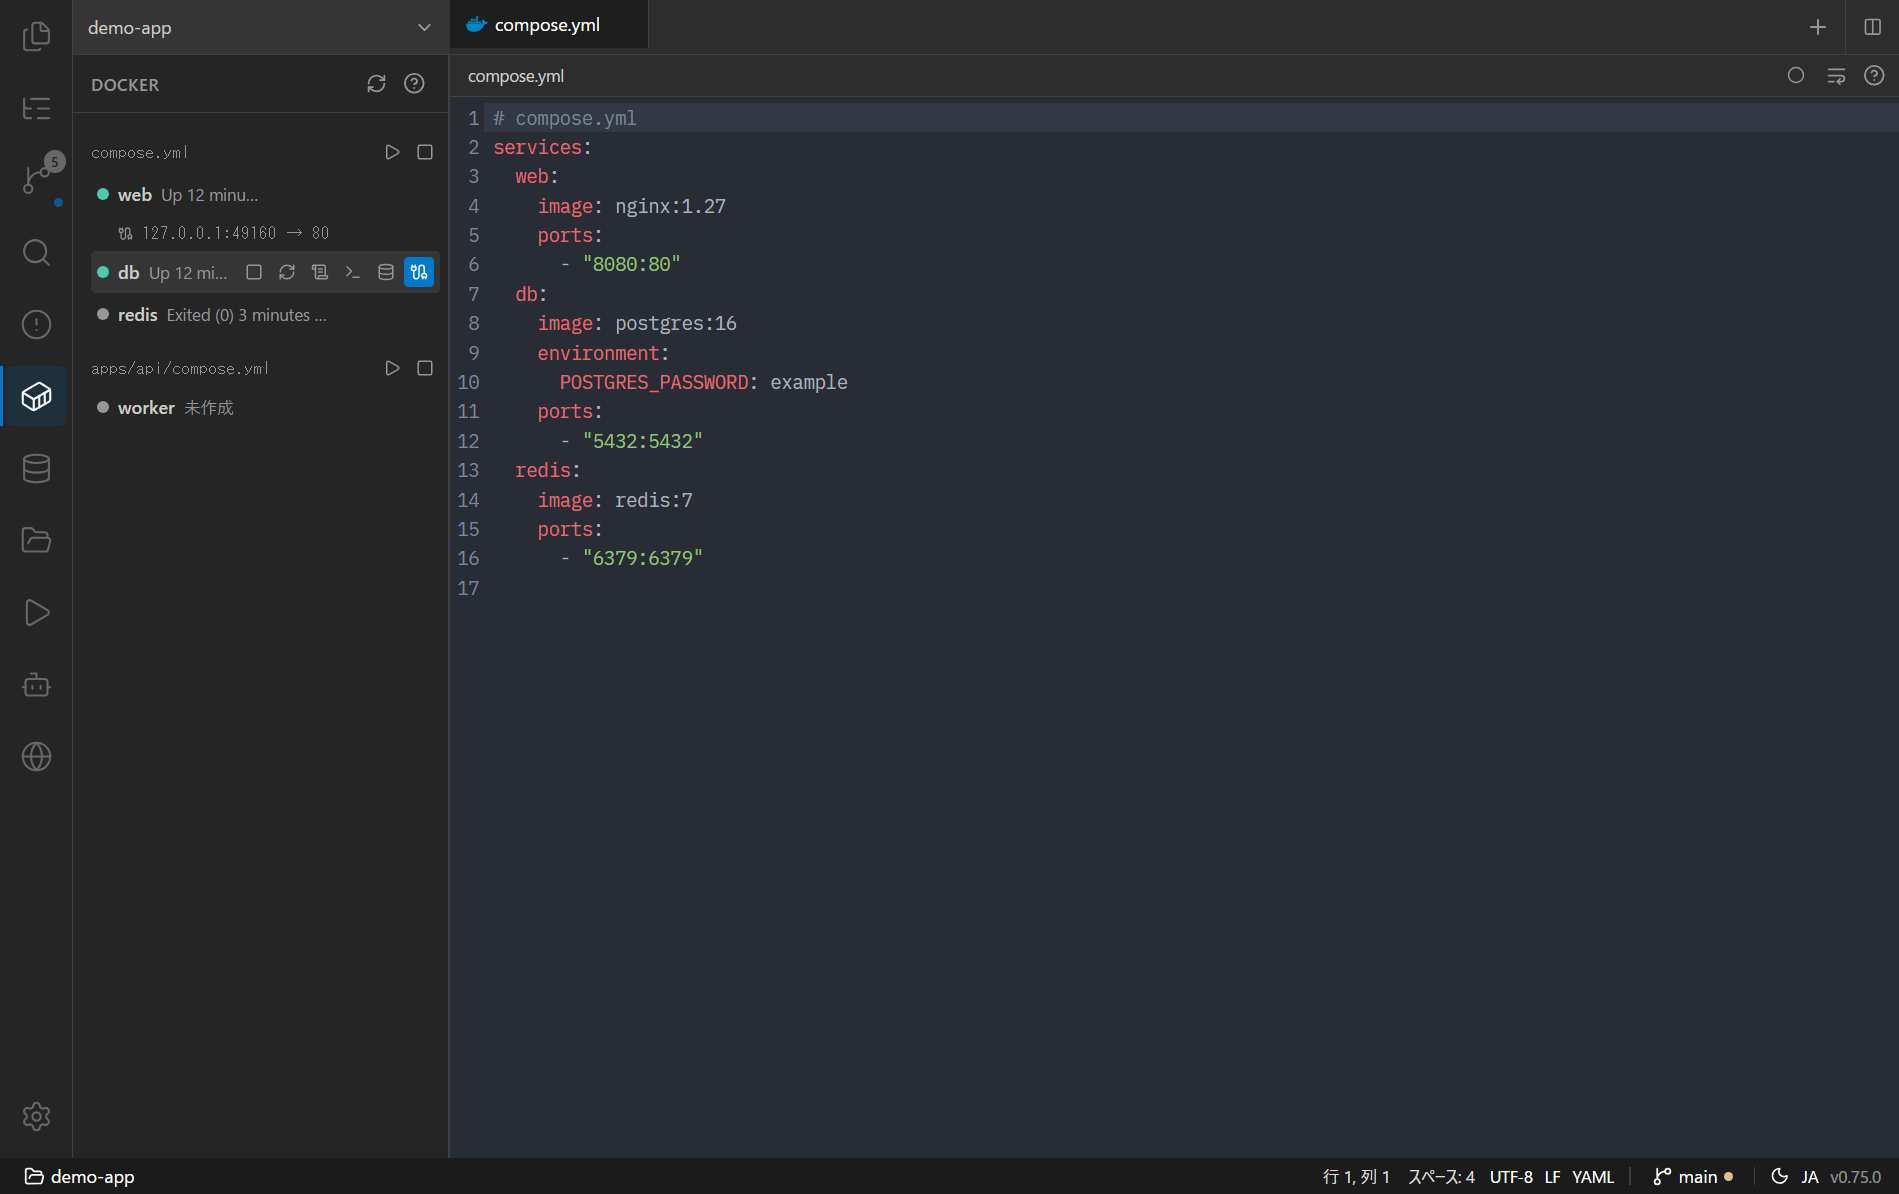 demo-app
compose.yml
DOCKER
compose.yml
5
compose.yml
web Up 12 minu...
127.0.0.1:49160 → 80
db Up 12 mi...
redis Exited (0) 3 minutes ...
apps/api/compose.yml
worker 未作成
1 # compose.yml
2 services:
3 web:
4 image: nginx:1.27
5 ports:
6 - "8080:80"
7 db:
8 image: postgres:16
9 environment:
10 POSTGRES_PASSWORD: example
11 ports:
12 - "5432:5432"
13 redis:
14 image: redis:7
15 ports:
16 - "6379:6379"
17
demo-app
行 1, 列 1 スペース: 4 UTF-8 LF YAML main JA v0.75.0